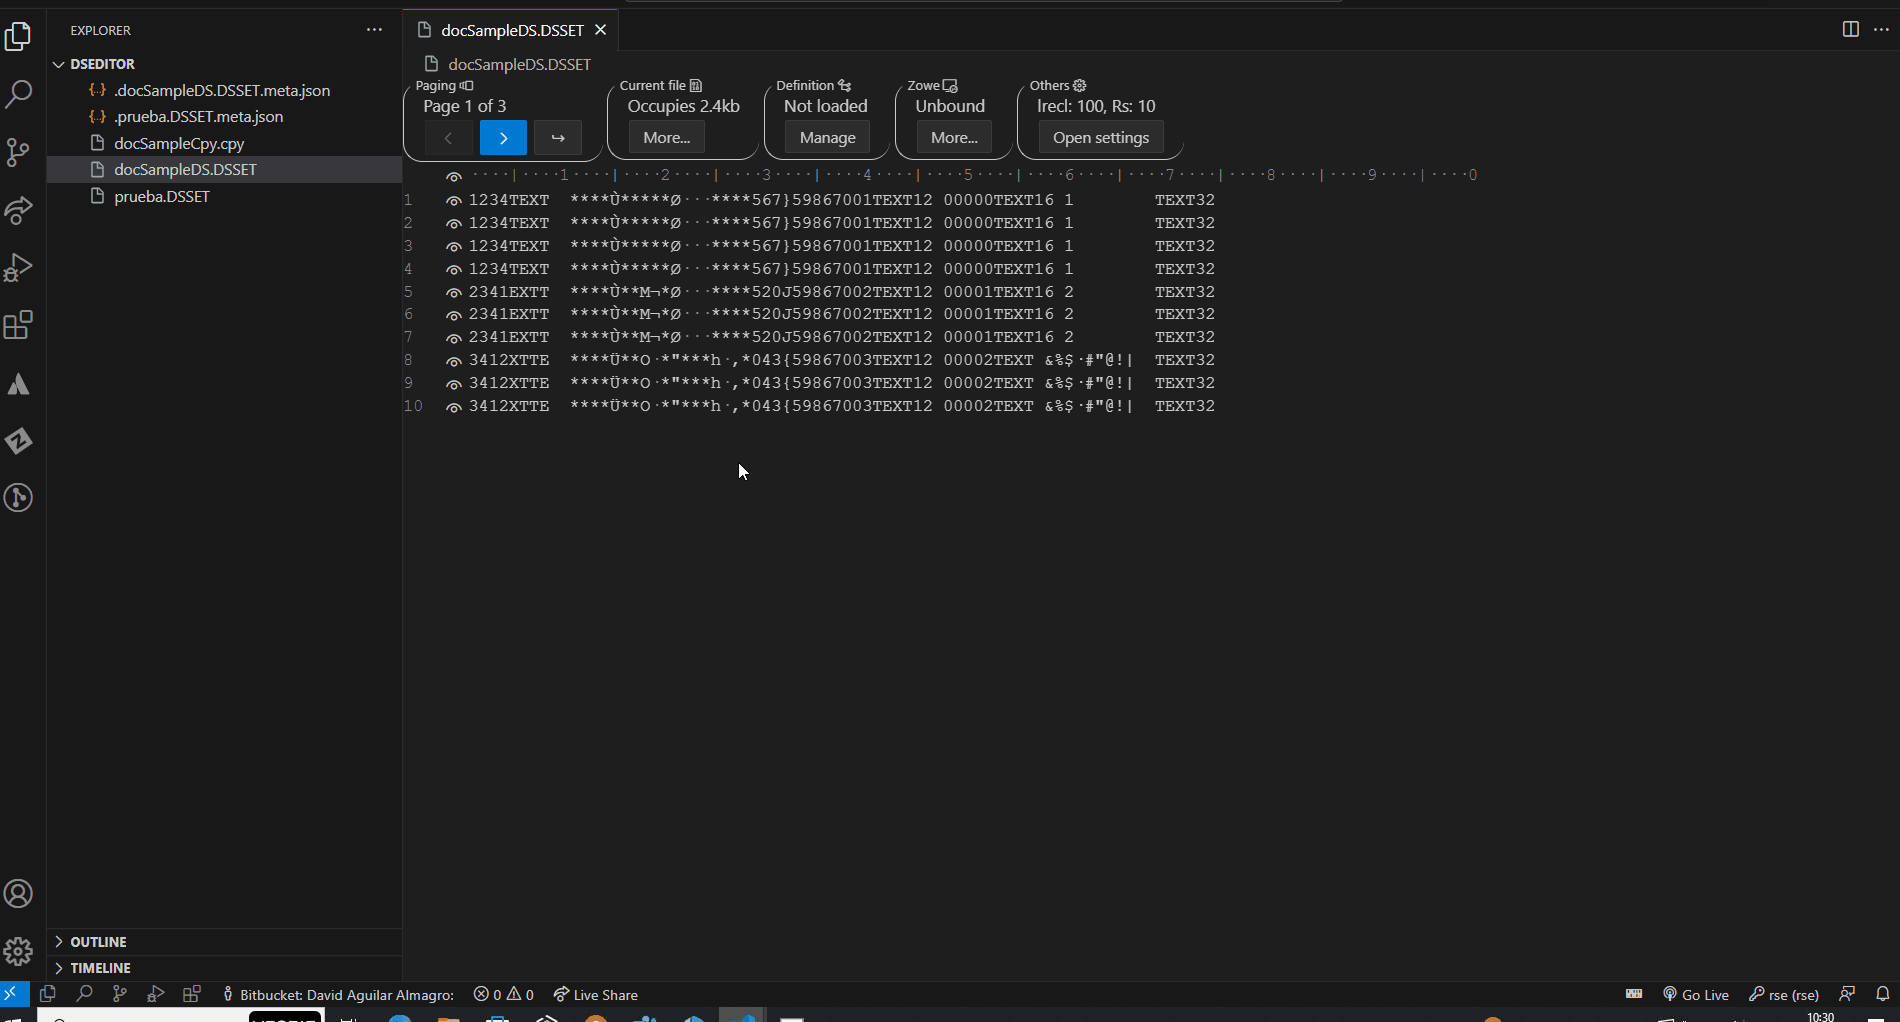 EXPLORER
DSEDITOR
{..} .docSampleDS.DSSET.meta.json
{..} .prueba.DSSET.meta.json
docSampleCpy.cpy
docSampleDS.DSSET
prueba.DSSET
OUTLINE
TIMELINE
docSampleDS.DSSET
docSampleDS.DSSET
Paging
Page 1 of 3
Current file
Occupies 2.4kb
More...
Definition
Not loaded
Manage
Zowe
Unbound
More...
Others
lrecl: 100, Rs: 10
Open settings
····|····1····|····2····|····3····|····4····|····5····|····6····|····7····|····8····|····9····|····0
1 1234TEXT  ****Ù*****Ø···****567}59867001TEXT12 00000TEXT16 1        TEXT32
2 1234TEXT  ****Ù*****Ø···****567}59867001TEXT12 00000TEXT16 1        TEXT32
3 1234TEXT  ****Ù*****Ø···****567}59867001TEXT12 00000TEXT16 1        TEXT32
4 1234TEXT  ****Ù*****Ø···****567}59867001TEXT12 00000TEXT16 1        TEXT32
5 2341EXTT  ****Ù**M¬*Ø···****520J59867002TEXT12 00001TEXT16 2        TEXT32
6 2341EXTT  ****Ù**M¬*Ø···****520J59867002TEXT12 00001TEXT16 2        TEXT32
7 2341EXTT  ****Ù**M¬*Ø···****520J59867002TEXT12 00001TEXT16 2        TEXT32
8 3412XTTE  ****Ü**O·*"***h·,*043{59867003TEXT12 00002TEXT &%$·#"@!|  TEXT32
9 3412XTTE  ****Ü**O·*"***h·,*043{59867003TEXT12 00002TEXT &%$·#"@!|  TEXT32
10 3412XTTE  ****Ü**O·*"***h·,*043{59867003TEXT12 00002TEXT &%$·#"@!|  TEXT32
Bitbucket: David Aguilar Almagro: 0 0 Live Share Go Live rse (rse)
10:30